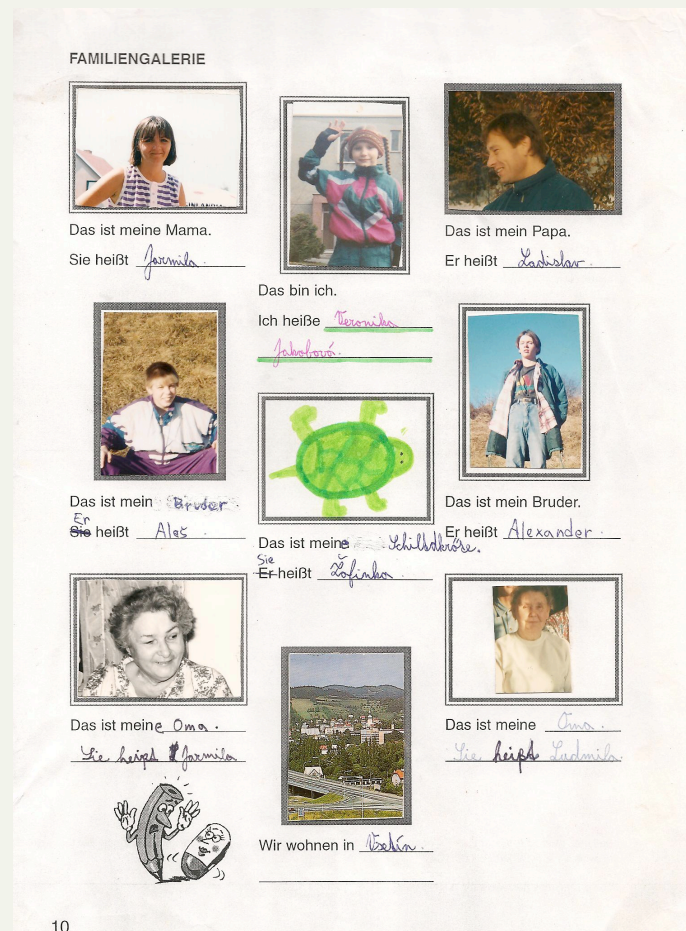 FAMILIENGALERIE
Das ist meine Mama.
Sie heißt Jarmila.
Das bin ich.
Ich heiße Veronika
Jakobová.
Das ist mein Papa.
Er heißt Ladislav.
Das ist mein Bruder.
Er
Sie heißt Aleš
Das ist meine Schildkröse.
Sie
Er heißt Žofinka.
Das ist mein Bruder.
Er heißt Alexander.
Das ist meine Oma.
Sie heißt Jarmila
Wir wohnen in Vsetín.
Das ist meine Oma.
Sie heißt Ludmila.
10